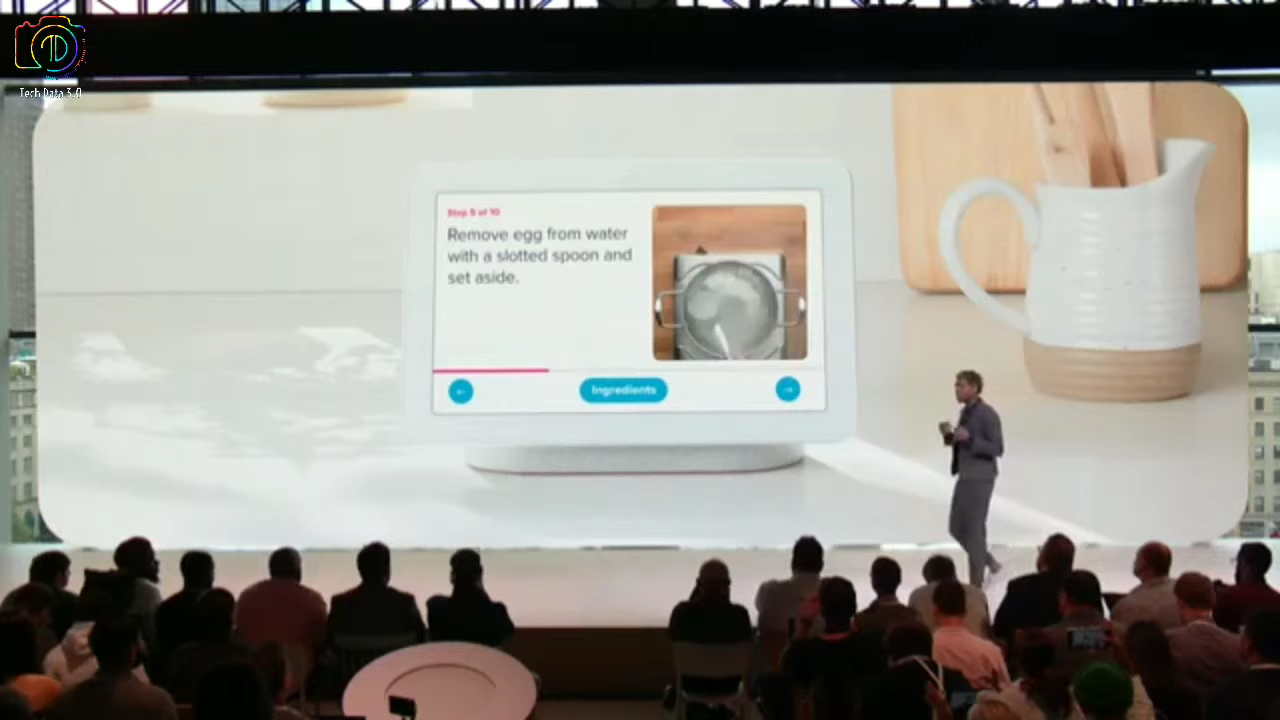 Tech Data 3.0
Step 5 of 10
Remove egg from water
with a slotted spoon and
set aside.
Ingredients